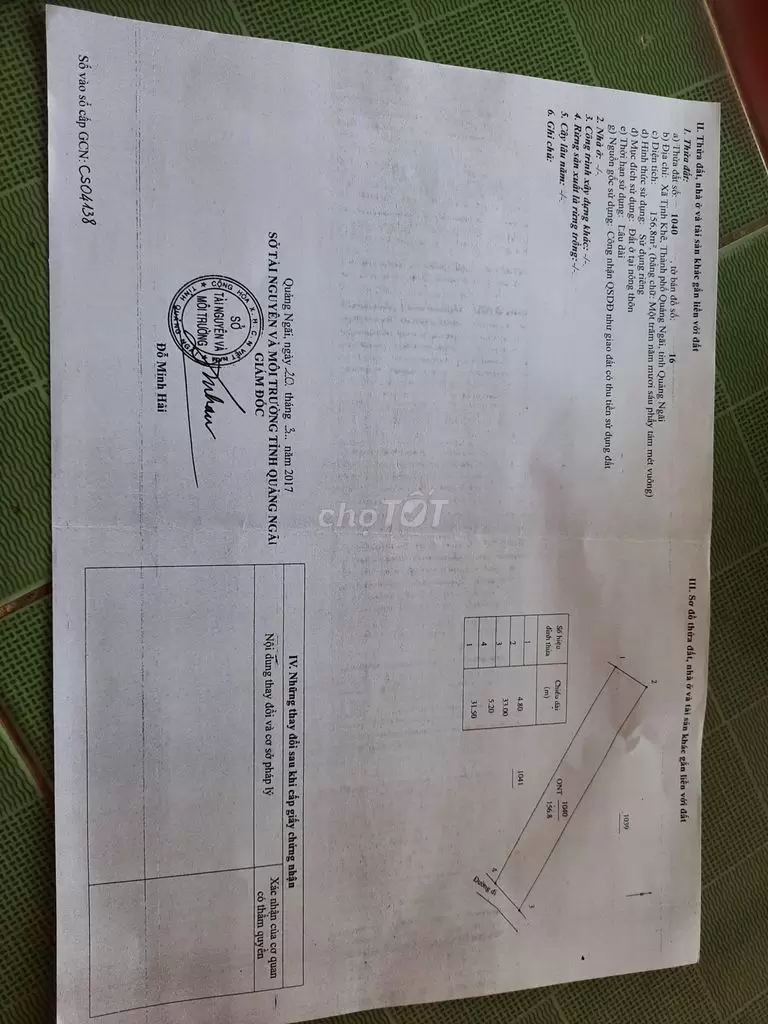 II. Thửa đất, nhà ở và tài sản khác gắn liền với đất
1. Thửa đất:
a) Thửa đất số: 1040 , tờ bản đồ số: 16
b) Địa chỉ: Xã Tịnh Khê, Thành phố Quảng Ngãi, tỉnh Quảng Ngãi
c) Diện tích: 156.8m², (bằng chữ: Một trăm năm mươi sáu phẩy tám mét vuông)
d) Hình thức sử dụng: Sử dụng riêng
đ) Mục đích sử dụng: Đất ở tại nông thôn
e) Thời hạn sử dụng: Lâu dài
g) Nguồn gốc sử dụng: Công nhận QSDĐ như giao đất có thu tiền sử dụng đất
2. Nhà ở: -/-
3. Công trình xây dựng khác: -/-
4. Rừng sản xuất là rừng trồng: -/-
5. Cây lâu năm: -/-
6. Ghi chú:
Quảng Ngãi, ngày 20 tháng 3.. năm 2017
SỞ TÀI NGUYÊN VÀ MÔI TRƯỜNG TỈNH QUẢNG NGÃI
GIÁM ĐỐC
CỘNG HÒA X.H.C.N VIỆT
SỞ
TÀI NGUYÊN VÀ
MÔI TRƯỜNG
TỈNH
Đỗ Minh Hải
Số vào sổ cấp GCN: CS04138
III. Sơ đồ thửa đất, nhà ở và tài sản khác gắn liền với đất
1
2
1039
ONT 1040
156.8
1041
4
3
Đường đi
Số hiệu đỉnh thửa
Chiều dài (m)
1
4.80
2
33.00
3
5.20
4
31.50
1
IV. Những thay đổi sau khi cấp giấy chứng nhận
Nội dung thay đổi và cơ sở pháp lý
Xác nhận của cơ quan
có thẩm quyền
chợTỐT